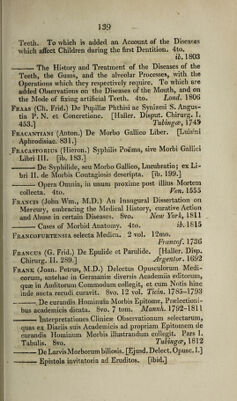 139
Teeth. To which is added an Account of the Diseases
which affect Children during the first Dentition. 4to.
ib. 1803
—— The History and Treatment of the Diseases of the
Teeth, the Gums, and the alveolar Processes, with the
Operations which they respectively require. To which are
added Observations on the Diseases of the Mouth, and on
the Mode of fixing artificial Teeth. 4to. Lond. 1806
Feeas (Ch. Frid.) De Pupillæ Phthisi ac Synizesi S. Angus-
tia P. N. et Concretione. [Haller. Disput. Chirurg. I.
453.] Tubingæ, 1749
Fracantiani (Anton.) De Morbo Gallico Liber. [Luisini
Aphrodisiac. 831.]
Fracastorius (Hieron.) Syphilis Poëma, sive Morbi Gallici
Libri III. [ib. 183.]
—— De Syphilide, seu Morbo Gallico, Lucubratio; ex Li-
bri II. de Morbis Contagiosis descripta. [ib. 199.]
—— Opera Omnia, in unum proxime post illius Mortem
collecta. 4to. Ven. 1555
Francis (John Wm., M.D.) An Inaugural Dissertation on
Mercury, embracing the Medical History, curative Action
and Abuse in certain Diseases. 8vo. New York, 1811
—— Cases of Morbid Anatomy. 4to. ib. 1815
Francofurtensia selecta Medica. 2 vol. 12mo.
Francof. 1736
Francus (G. Frid.) De Epulide et Parulide. [Haller. Disp.
Chirurg. II. 289.] Argentor. 1692
Frank (Joan. Petrus, M.D.) Delectus Opusculorum Medi-
corum, antehac in Germaniæ diversis Academiis editorum,
quæ in Auditorum Commodum collegit, et cum Notis hinc
inde aucta recudi curavit. 8vo. 12 vol. Ticin. 1785–1793
—— De curandis Hominum Morbis Epitome, Prælectioni-
bus academicis dicata. 8vo. 7 tom. Mannh. 1792–1811
—— Interpretationes Clinicæ Observationum selectarum,
quas ex Diariis suis Academicis ad propriam Epitomem de
curandis Hominum Morbis illustrandam collegit. Pars I.
Tabulis. 8vo. Tubingæ, 1812
—— De Larvis Morborum biliosis. [Ejusd. Delect. Opusc. I.]
—— Epistola invitatoria ad Eruditos. [ibid.]